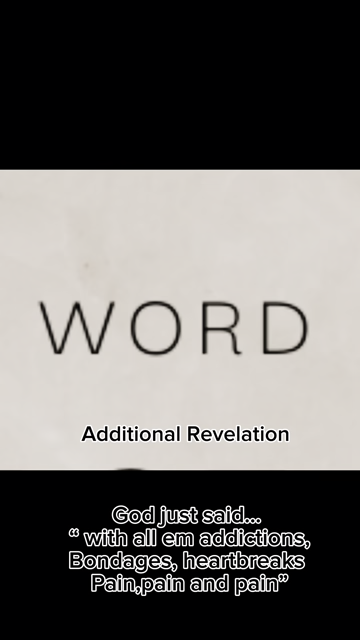 WORD
Additional Revelation
God just said...
“ with all em addictions,
Bondages, heartbreaks
Pain,pain and pain”